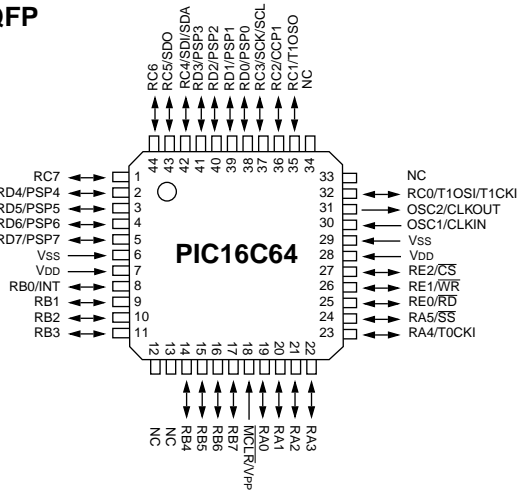 QFP
RC6
RC5/SDO
RC4/SDI/SDA
RD3/PSP3
RD2/PSP2
RD1/PSP1
RD0/PSP0
RC3/SCK/SCL
RC2/CCP1
RC1/T1OSO
NC
44
43
42
41
40
39
38
37
36
35
34
RC7
RD4/PSP4
RD5/PSP5
RD6/PSP6
RD7/PSP7
VSS
VDD
RB0/INT
RB1
RB2
RB3
1
2
3
4
5
6
7
8
9
10
11
PIC16C64
33
32
31
30
29
28
27
26
25
24
23
NC
RC0/T1OSI/T1CKI
OSC2/CLKOUT
OSC1/CLKIN
VSS
VDD
RE2/CS
RE1/WR
RE0/RD
RA5/SS
RA4/T0CKI
12
13
14
15
16
17
18
19
20
21
22
NC
NC
RB4
RB5
RB6
RB7
MCLR/VPP
RA0
RA1
RA2
RA3